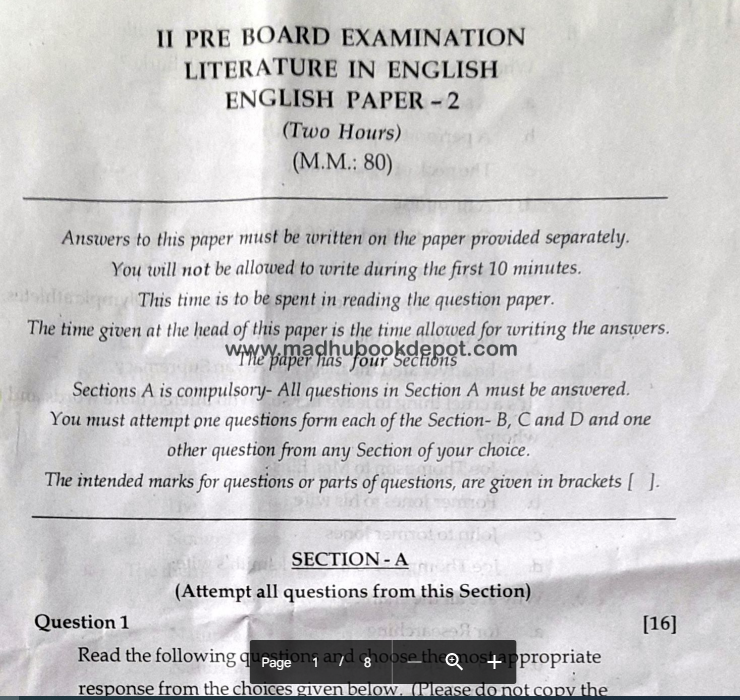 II PRE BOARD EXAMINATION
LITERATURE IN ENGLISH
ENGLISH PAPER - 2
(Two Hours)
(M.M.: 80)
Answers to this paper must be written on the paper provided separately.
You will not be allowed to write during the first 10 minutes.
This time is to be spent in reading the question paper.
The time given at the head of this paper is the time allowed for writing the answers.
www.madhubookdepot.com
The paper has four Sections
Sections A is compulsory- All questions in Section A must be answered.
You must attempt one questions form each of the Section- B, C and D and one
other question from any Section of your choice.
The intended marks for questions or parts of questions, are given in brackets [ ].
SECTION - A
(Attempt all questions from this Section)
Question 1 [16]
Read the following questions and choose the most appropriate
Page 1 / 8
response from the choices given below. (Please do not copy the